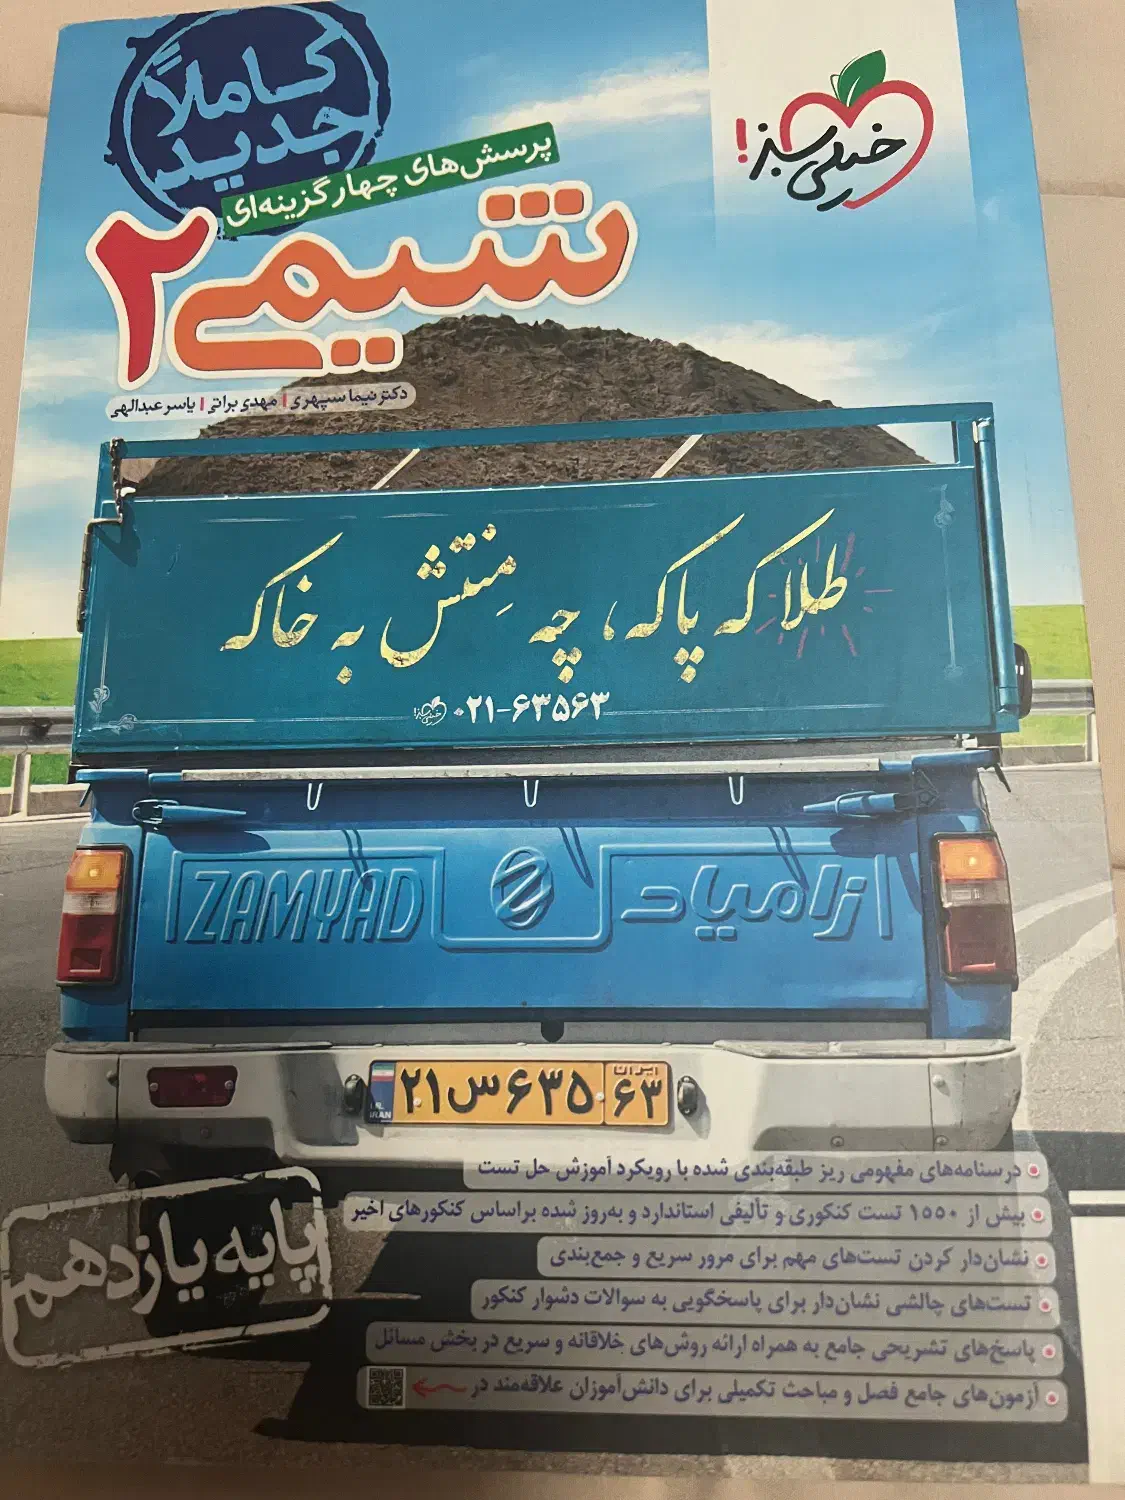 کاملاً
جدید
خیلی سبز!
پرسش‌های چهارگزینه‌ای
شیمی ۲
دکتر نیما سپهری | مهدی براتی | یاسر عبدالهی
طلا که پاکه، چه مِنتش به خاکه
۰۲۱-۶۳۵۶۳
خیلی سبز!
ZAMYAD زامیاد
ایران
۲۱س۶۳۵ ۶۳
I.R.
IRAN
پایه یازدهم
درسنامه‌های مفهومی ریز طبقه‌بندی شده با رویکرد آموزش حل تست
بیش از ۱۵۵۰ تست کنکوری و تألیفی استاندارد و به‌روز شده براساس کنکورهای اخیر
نشان‌دار کردن تست‌های مهم برای مرور سریع و جمع‌بندی
تست‌های چالشی نشان‌دار برای پاسخگویی به سوالات دشوار کنکور
پاسخ‌های تشریحی جامع به همراه ارائه روش‌های خلاقانه و سریع در بخش مسائل
آزمون‌های جامع فصل و مباحث تکمیلی برای دانش‌آموزان علاقه‌مند در